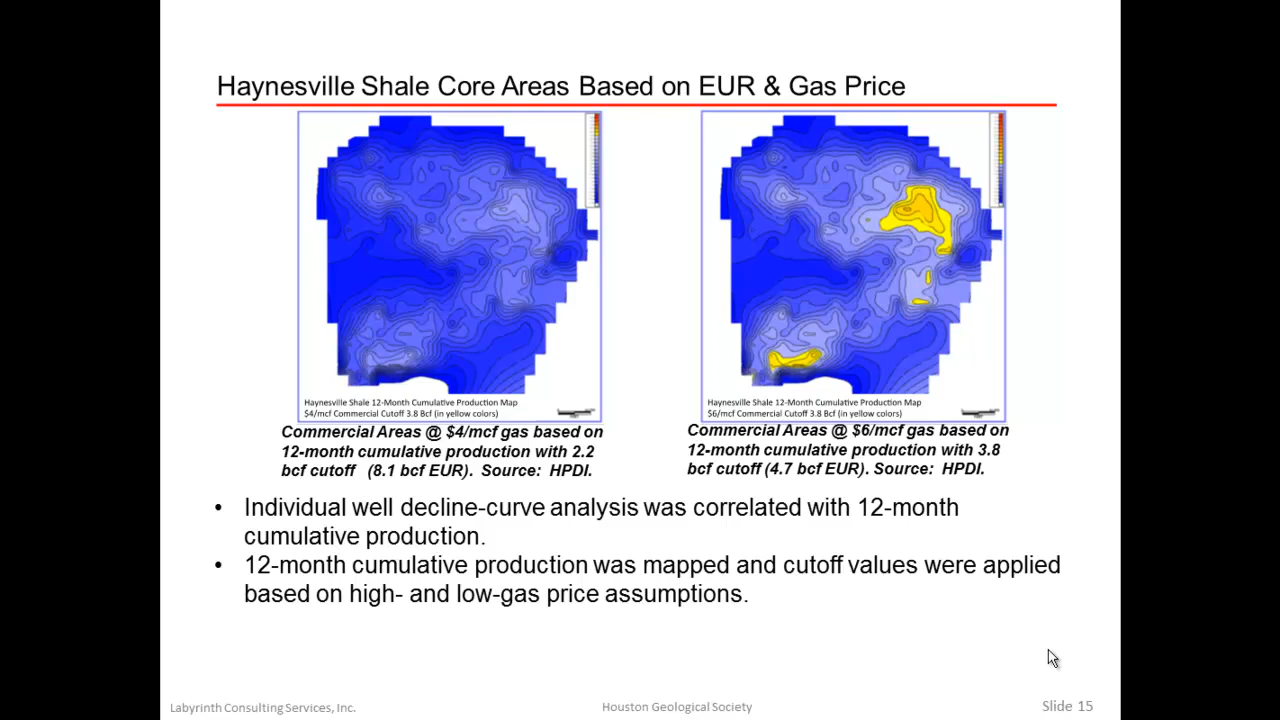 Haynesville Shale Core Areas Based on EUR & Gas Price
Haynesville Shale 12-Month Cumulative Production Map
$4/mcf Commercial Cutoff 3.8 Bcf (in yellow colors)
Haynesville Shale 12-Month Cumulative Production Map
$6/mcf Commercial Cutoff 3.8 Bcf (in yellow colors)
Commercial Areas @ $4/mcf gas based on
12-month cumulative production with 2.2
bcf cutoff (8.1 bcf EUR). Source: HPDI.
Commercial Areas @ $6/mcf gas based on
12-month cumulative production with 3.8
bcf cutoff (4.7 bcf EUR). Source: HPDI.
• Individual well decline-curve analysis was correlated with 12-month
cumulative production.
• 12-month cumulative production was mapped and cutoff values were applied
based on high- and low-gas price assumptions.
Labyrinth Consulting Services, Inc.
Houston Geological Society
Slide 15